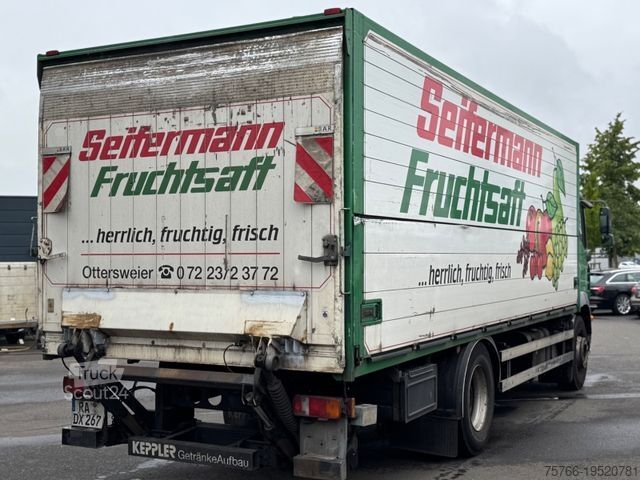 Seifermann
Fruchtsaft
...herrlich, fruchtig, frisch
Ottersweier ☎ 0 72 23/2 37 72
Seifermann
Fruchtsaft
...herrlich, fruchtig, frisch
Truck
Scout24
RA
DX 267
KEPPLER
GetränkeAufbau
75766-19520781